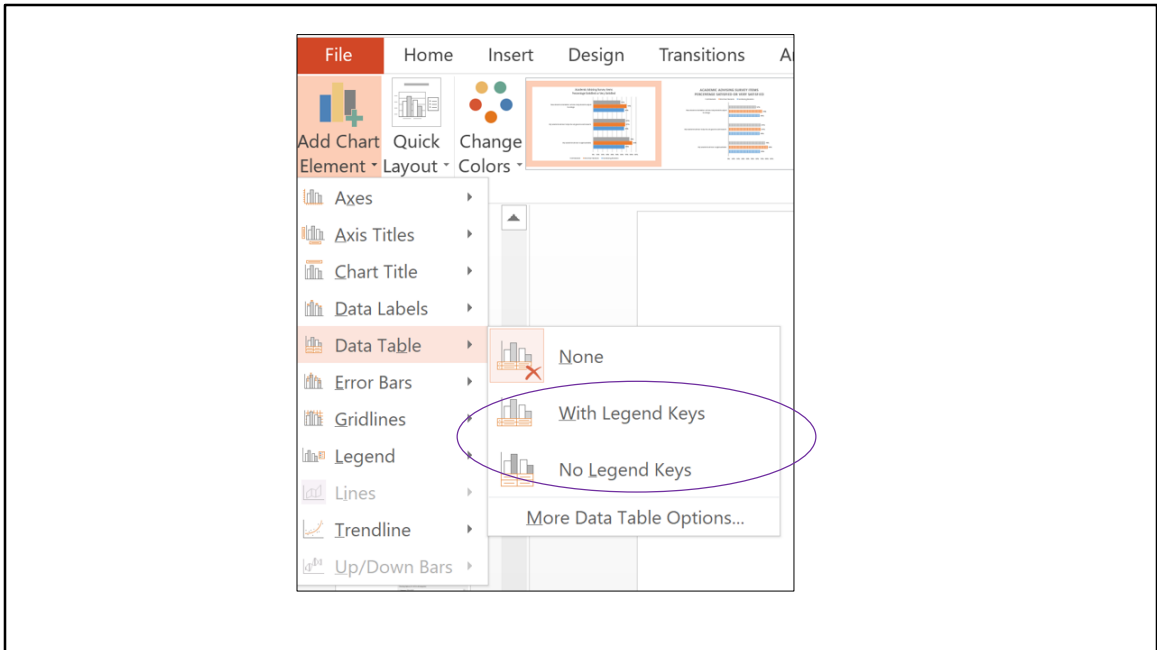 File Home Insert Design Transitions
Add Chart Quick Change
Element Layout Colors
Axes
Axis Titles
Chart Title
Data Labels
Data Table
None
Error Bars
With Legend Keys
Gridlines
Legend
No Legend Keys
Lines
More Data Table Options...
Trendline
Up/Down Bars